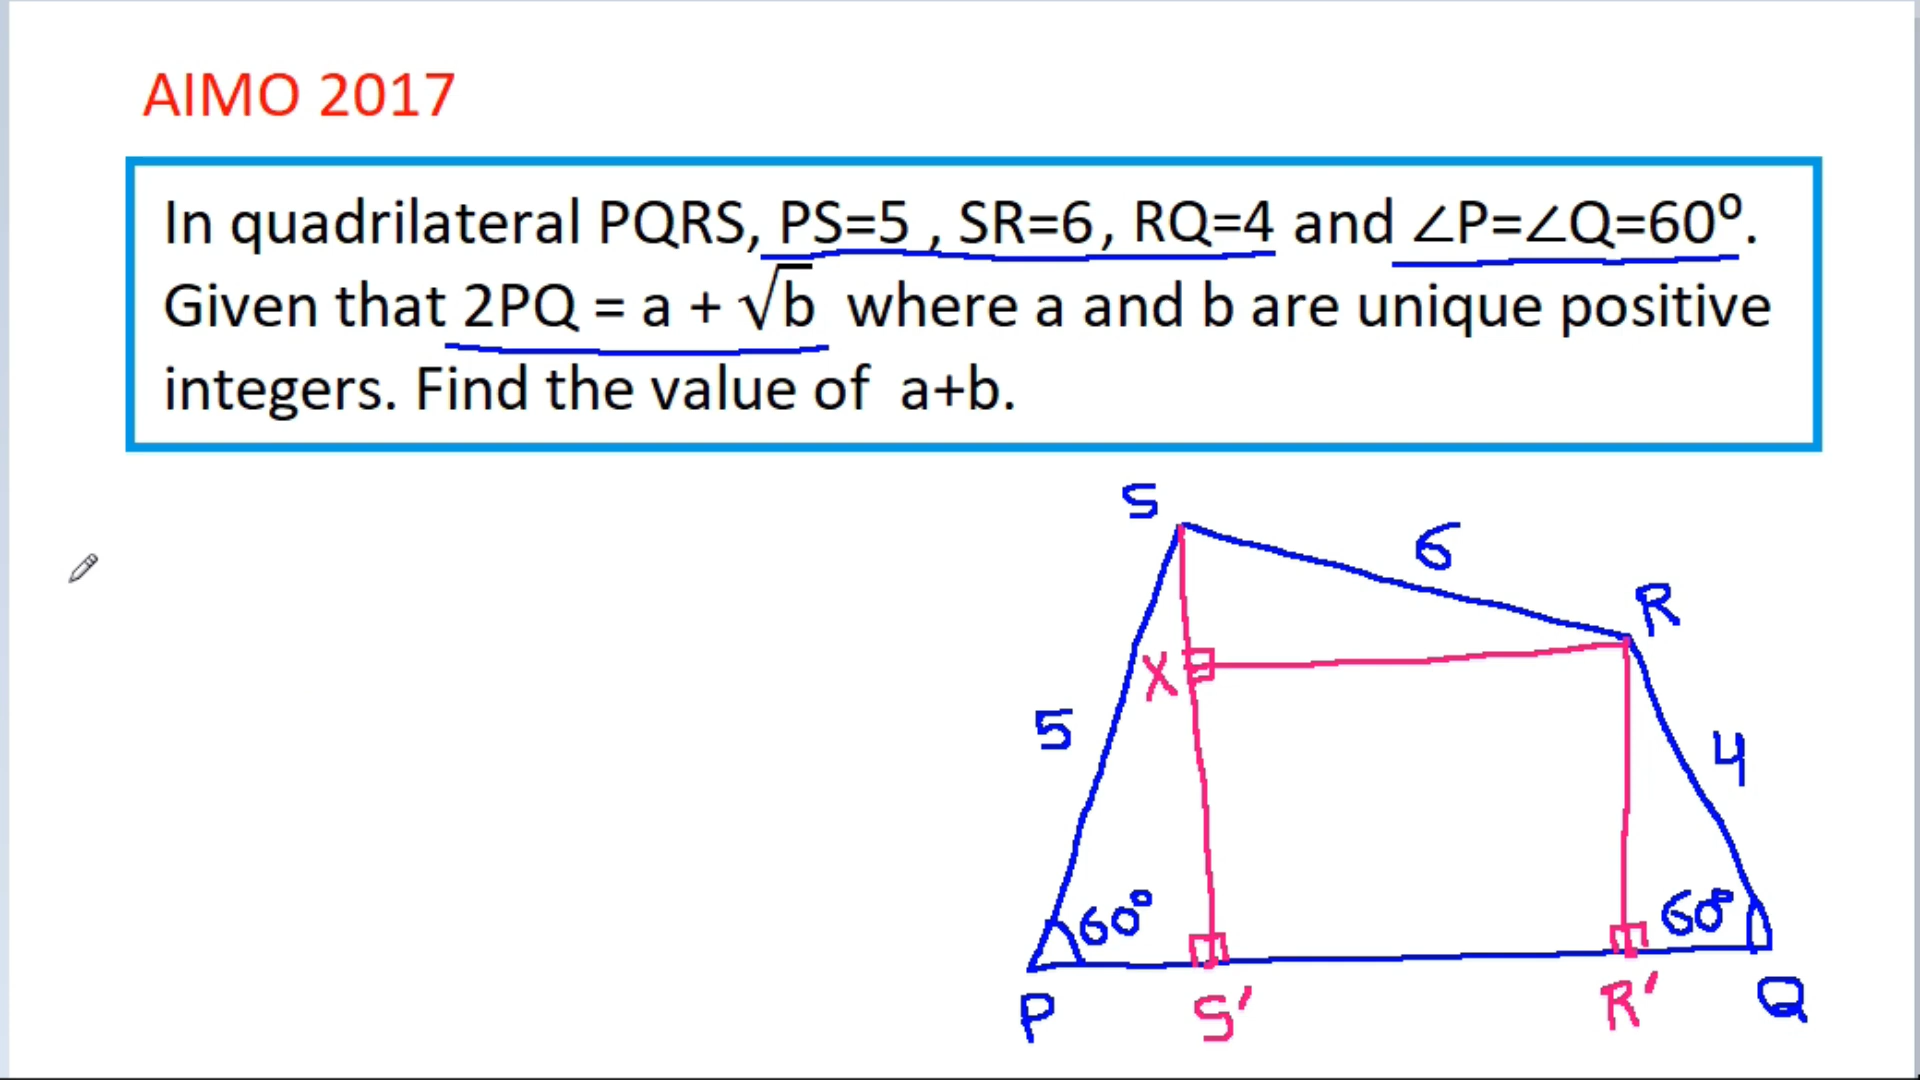 AIMO 2017
In quadrilateral PQRS, PS=5 , SR=6, RQ=4 and ∠P=∠Q=60⁰.
Given that 2PQ = a + √b where a and b are unique positive
integers. Find the value of a+b.
S
6
R
X
5
4
60°
60°
P
S'
R'
Q